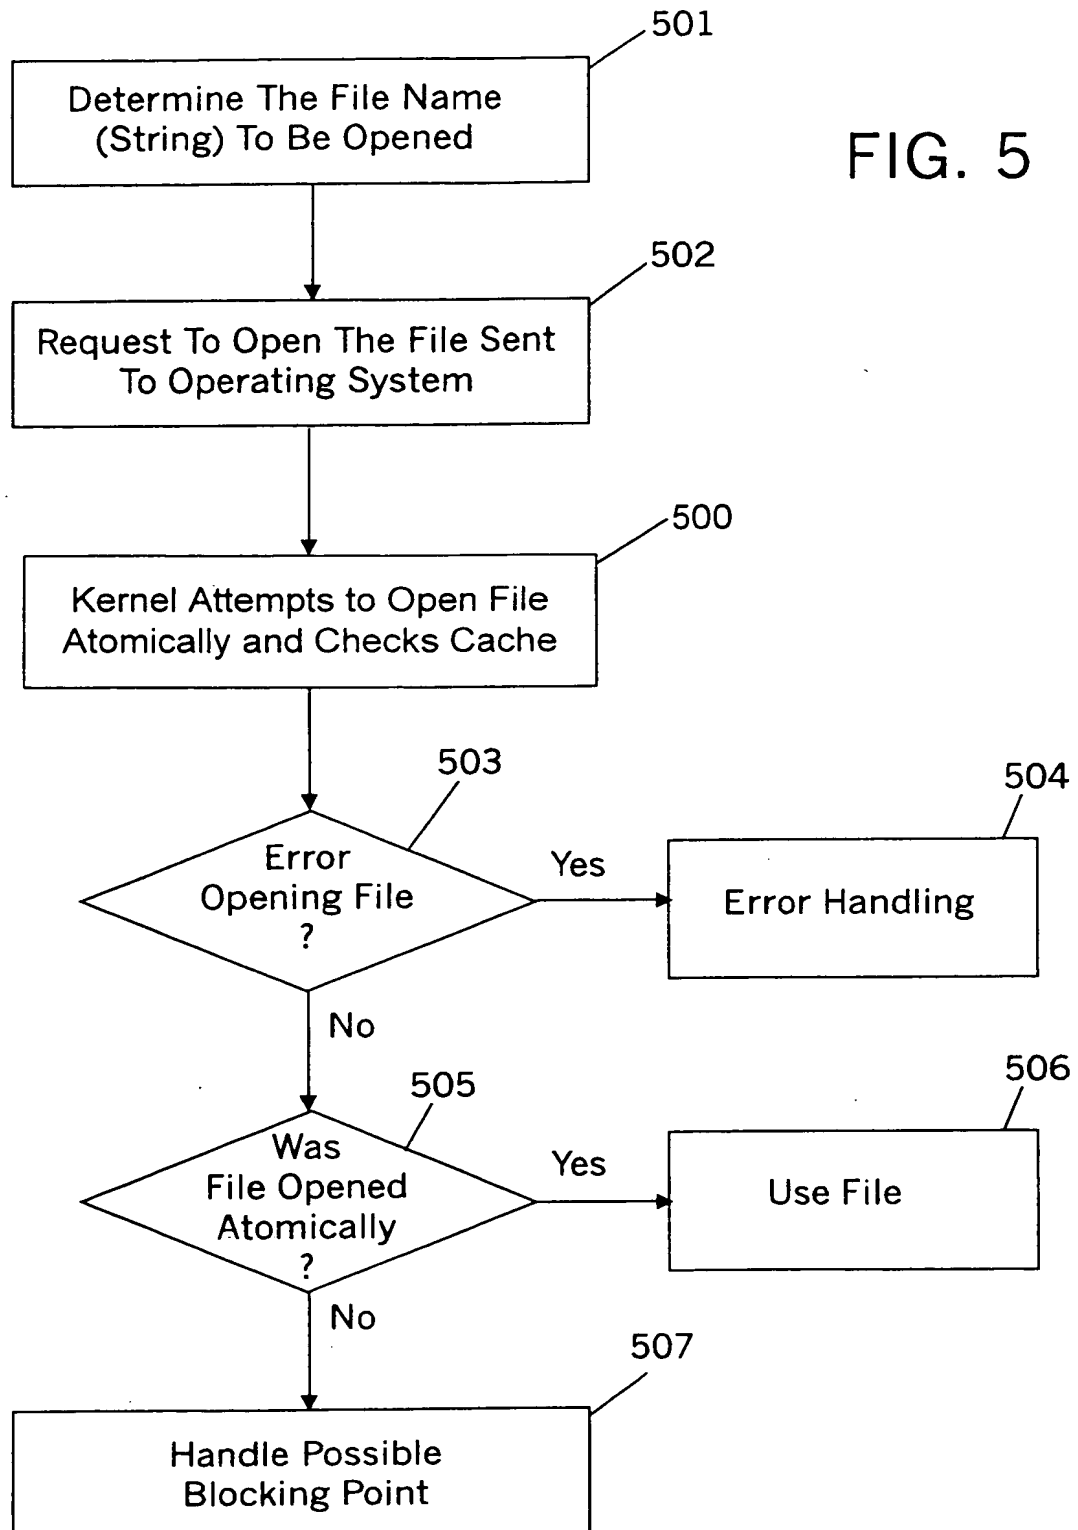 501
Determine The File Name
(String) To Be Opened
FIG. 5
502
Request To Open The File Sent
To Operating System
500
Kernel Attempts to Open File
Atomically and Checks Cache
503
Error
Opening File
?
Yes
504
Error Handling
No
505
Was
File Opened
Atomically
?
Yes
506
Use File
No
507
Handle Possible
Blocking Point